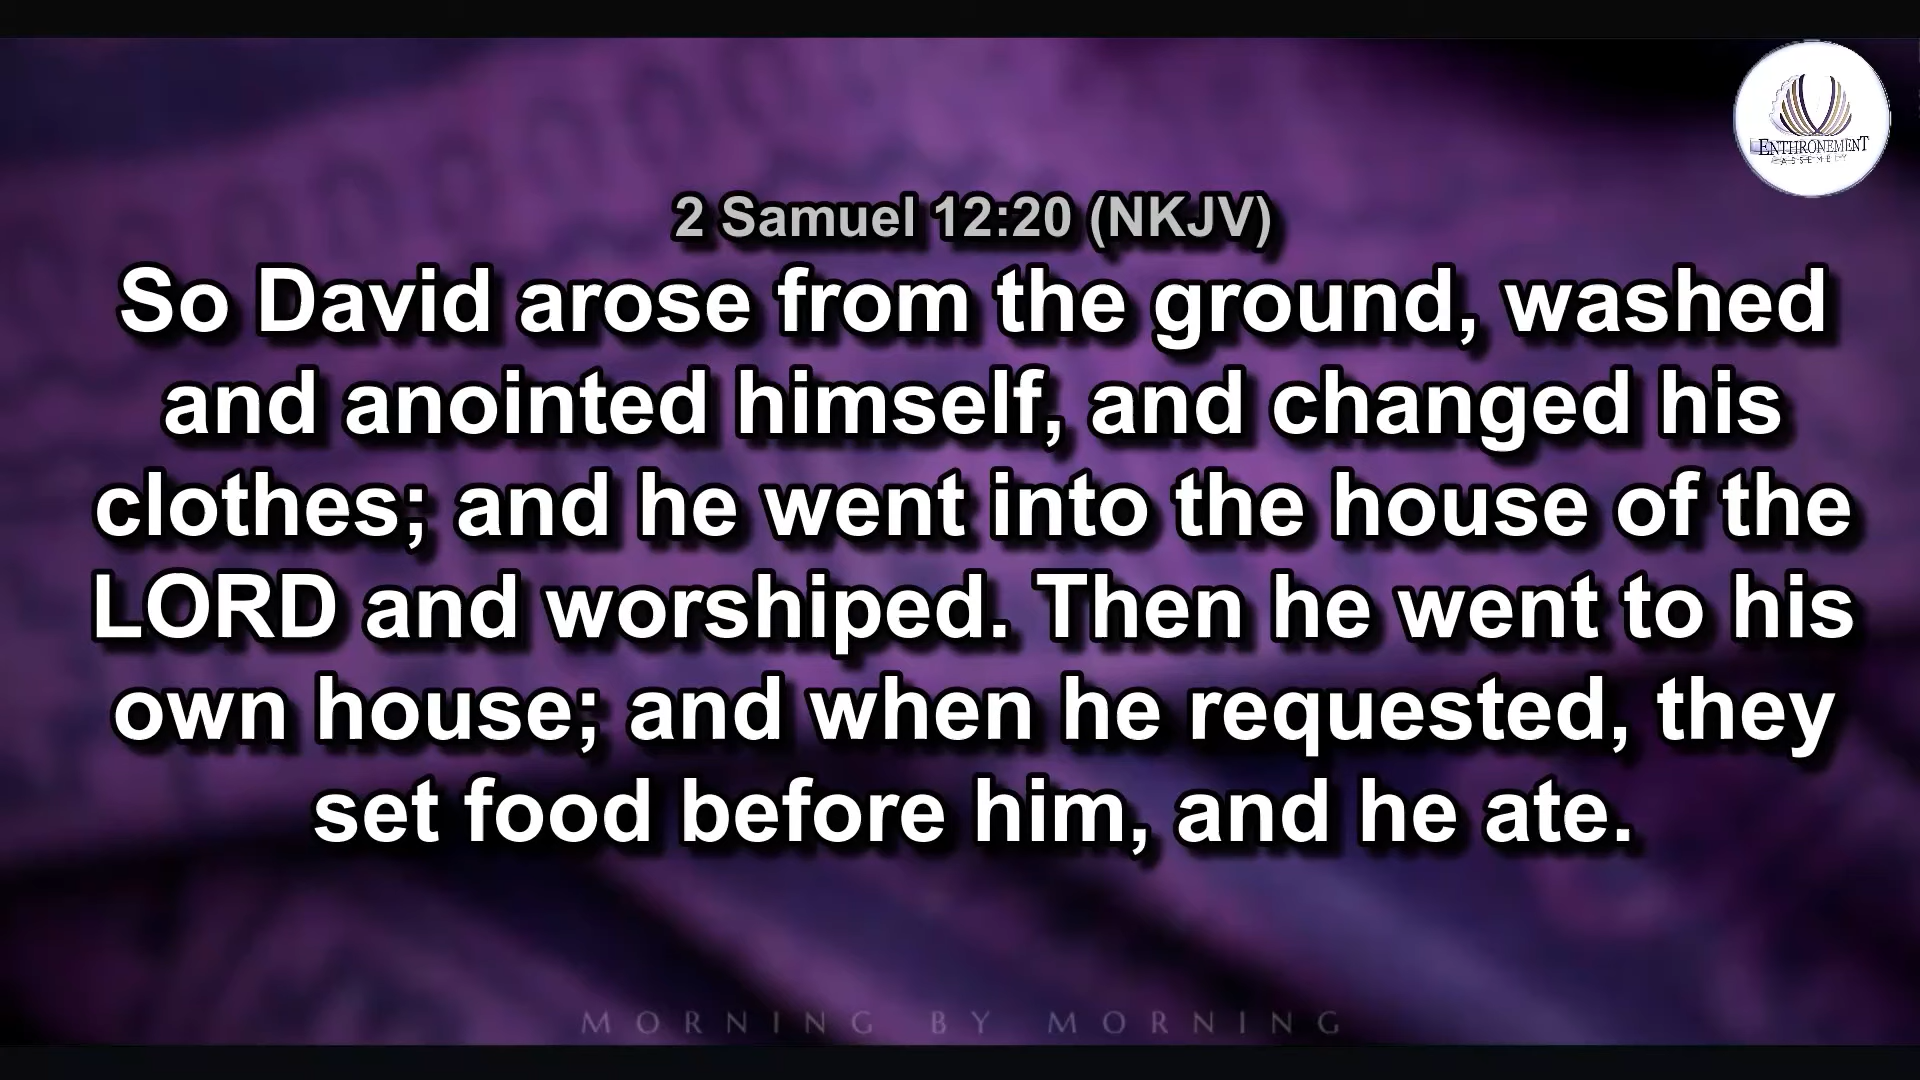 ENTHRONEMENT
ASSEMBLY
2 Samuel 12:20 (NKJV)
So David arose from the ground, washed
and anointed himself, and changed his
clothes; and he went into the house of the
LORD and worshiped. Then he went to his
own house; and when he requested, they
set food before him, and he ate.
MORNING BY MORNING